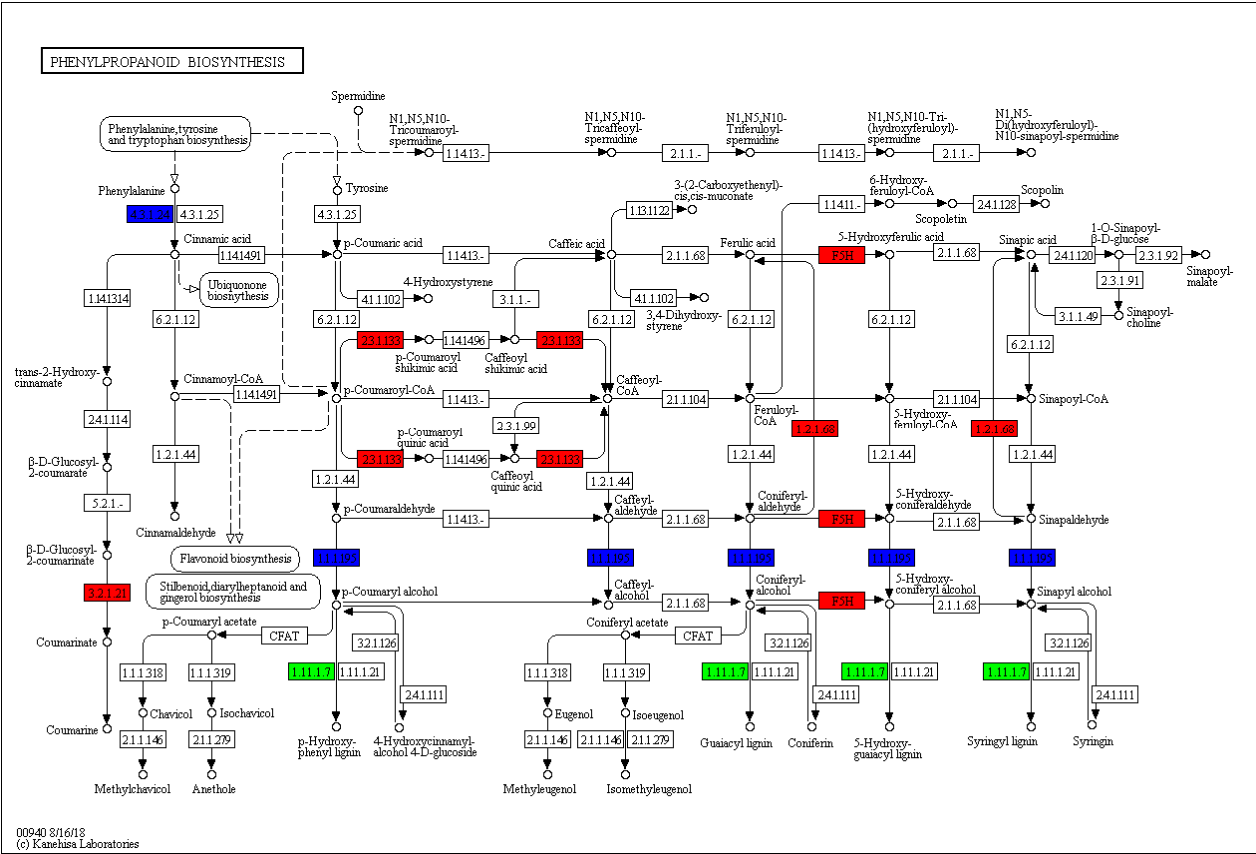 PHENYLPROPANOID BIOSYNTHESIS
Spermidine
Phenylalanine,tyrosine
and tryptophan biosynthesis
N1,N5,N10-
Tricoumaroyl-
spermidine
N1,N5,N10-
Tricaffeoyl-
spermidine
N1,N5,N10-
Triferuloyl-
spermidine
N1,N5,N10-Tri-
(hydroxyferuloyl)-
spermidine
N1,N5-
Di(hydroxyferuloyl)-
N10-sinapoyl-spermidine
1.14.13.-
2.1.1.-
1.14.13.-
2.1.1.-
Phenylalanine
Tyrosine
3-(2-Carboxyethenyl)-
cis,cis-muconate
6-Hydroxy-
feruloyl-CoA
Scopolin
4.3.1.24
4.3.1.25
4.3.1.25
1.13.11.22
1.14.11.-
2.4.1.128
Scopoletin
Cinnamic acid
p-Coumaric acid
Caffeic acid
Ferulic acid
5-Hydroxyferulic acid
Sinapic acid
1-O-Sinapoyl-
β-D-glucose
1.14.14.91
1.14.13.-
2.1.1.68
F5H
2.1.1.68
2.4.1.120
2.3.1.92
Sinapoyl-
malate
Ubiquonone
biosnythesis
4-Hydroxystyrene
2.3.1.91
1.14.13.14
4.1.1.102
3.1.1.-
4.1.1.102
3,4-Dihydroxy-
styrene
6.2.1.12
6.2.1.12
6.2.1.12
6.2.1.12
6.2.1.12
3.1.1.49
Sinapoyl-
choline
6.2.1.12
2.3.1.133
1.14.14.96
2.3.1.133
p-Coumaroyl
shikimic acid
Caffeoyl
shikimic acid
trans-2-Hydroxy-
cinnamate
Cinnamoyl-CoA
1.14.14.91
p-Coumaroyl-CoA
1.14.13.-
Caffeoyl-
CoA
2.1.1.104
Feruloyl-
CoA
5-Hydroxy-
feruloyl-CoA
2.1.1.104
Sinapoyl-CoA
2.4.1.114
2.3.1.99
1.2.1.68
1.2.1.68
p-Coumaroyl
quinic acid
1.2.1.44
2.3.1.133
1.14.14.96
2.3.1.133
1.2.1.44
1.2.1.44
1.2.1.44
β-D-Glucosyl-
2-coumarate
Caffeoyl
quinic acid
1.2.1.44
1.2.1.44
5.2.1.-
Cinnamaldehyde
p-Coumaraldehyde
1.14.13.-
Caffeyl-
aldehyde
2.1.1.68
Coniferyl-
aldehyde
F5H
5-Hydroxy-
coniferaldehyde
2.1.1.68
Sinapaldehyde
β-D-Glucosyl-
2-coumarinate
Flavonoid biosynthesis
1.1.1.195
1.1.1.195
1.1.1.195
1.1.1.195
1.1.1.195
Stilbenoid,diarylheptanoid and
gingerol biosynthesis
3.2.1.21
p-Coumaryl alcohol
Caffeyl-
alcohol
2.1.1.68
Coniferyl-
alcohol
F5H
5-Hydroxy-
coniferyl alcohol
2.1.1.68
Sinapyl alcohol
p-Coumaryl acetate
CFAT
Coniferyl acetate
CFAT
Coumarinate
3.2.1.126
3.2.1.126
3.2.1.126
1.1.1.318
1.1.1.319
1.11.1.7
1.11.1.21
1.1.1.318
1.1.1.319
1.11.1.7
1.11.1.21
1.11.1.7
1.11.1.21
1.11.1.7
1.11.1.21
2.4.1.111
2.4.1.111
2.4.1.111
Chavicol
Isochavicol
Eugenol
Isoeugenol
Coumarine
2.1.1.146
2.1.1.279
p-Hydroxy-
phenyl lignin
4-Hydroxycinnamyl-
alcohol 4-D-glucoside
2.1.1.146
2.1.1.146
2.1.1.279
Guaiacyl lignin
Coniferin
5-Hydroxy-
guaiacyl lignin
Syringyl lignin
Syringin
Methylchavicol
Anethole
Methyleugenol
Isomethyleugenol
00940 8/16/18
(c) Kanehisa Laboratories